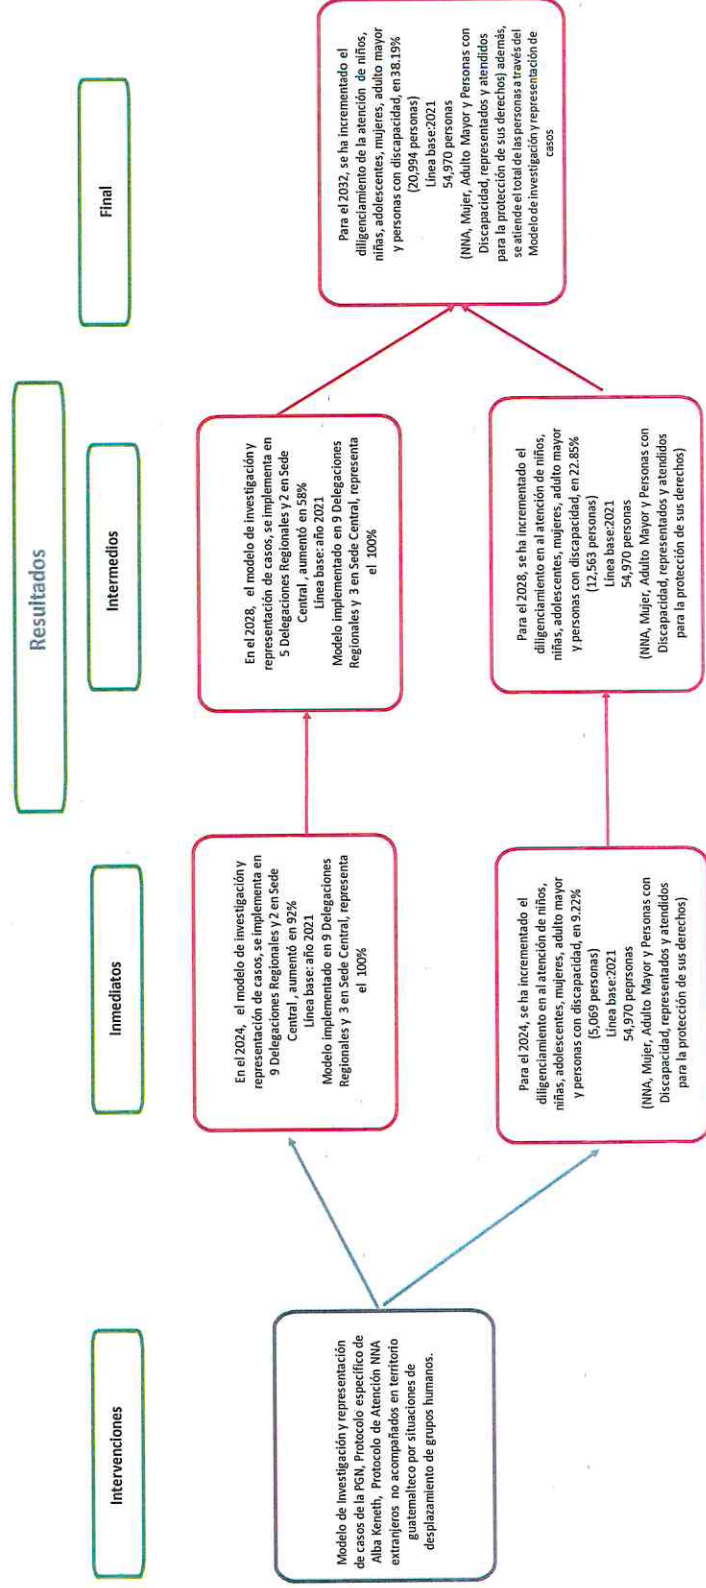 Resultados
Intervenciones
Inmediatos
Intermedios
Final
Modelo de Investigación y representación
de casos de la PGN, Protocolo específico de
Alba Keneth, Protocolo de Atención NNA
extranjeros no acompañados en territorio
guatemalteco por situaciones de
desplazamiento de grupos humanos.
En el 2024, el modelo de investigación y
representación de casos, se implementa en
9 Delegaciones Regionales y 2 en Sede
Central , aumentó en 92%
Línea base: año 2021
Modelo implementado en 9 Delegaciones
Regionales y 3 en Sede Central, representa
el 100%
En el 2028, el modelo de investigación y
representación de casos, se implementa en
5 Delegaciones Regionales y 2 en Sede
Central , aumentó en 58%
Línea base: año 2021
Modelo implementado en 9 Delegaciones
Regionales y 3 en Sede Central, representa
el 100%
Para el 2024, se ha incrementado el
diligenciamiento en al atención de niños,
niñas, adolescentes, mujeres, adulto mayor
y personas con discapacidad, en 9.22%
(5,069 personas)
Línea base:2021
54,970 peprsonas
(NNA, Mujer, Adulto Mayor y Personas con
Discapacidad, representados y atendidos
para la protección de sus derechos)
Para el 2028, se ha incrementado el
diligenciamiento en al atención de niños,
niñas, adolescentes, mujeres, adulto mayor
y personas con discapacidad, en 22.85%
(12,563 personas)
Línea base:2021
54,970 personas
(NNA, Mujer, Adulto Mayor y Personas con
Discapacidad, representados y atendidos
para la protección de sus derechos)
Para el 2032, se ha incrementado el
diligenciamiento de la atención de niños,
niñas, adolescentes, mujeres, adulto mayor
y personas con discapacidad, en 38.19%
(20,994 personas)
Línea base:2021
54,970 personas
(NNA, Mujer, Adulto Mayor y Personas con
Discapacidad, representados y atendidos
para la protección de sus derechos) además,
se atiende el total de las personas a través del
Modelo de investigación y representación de
casos